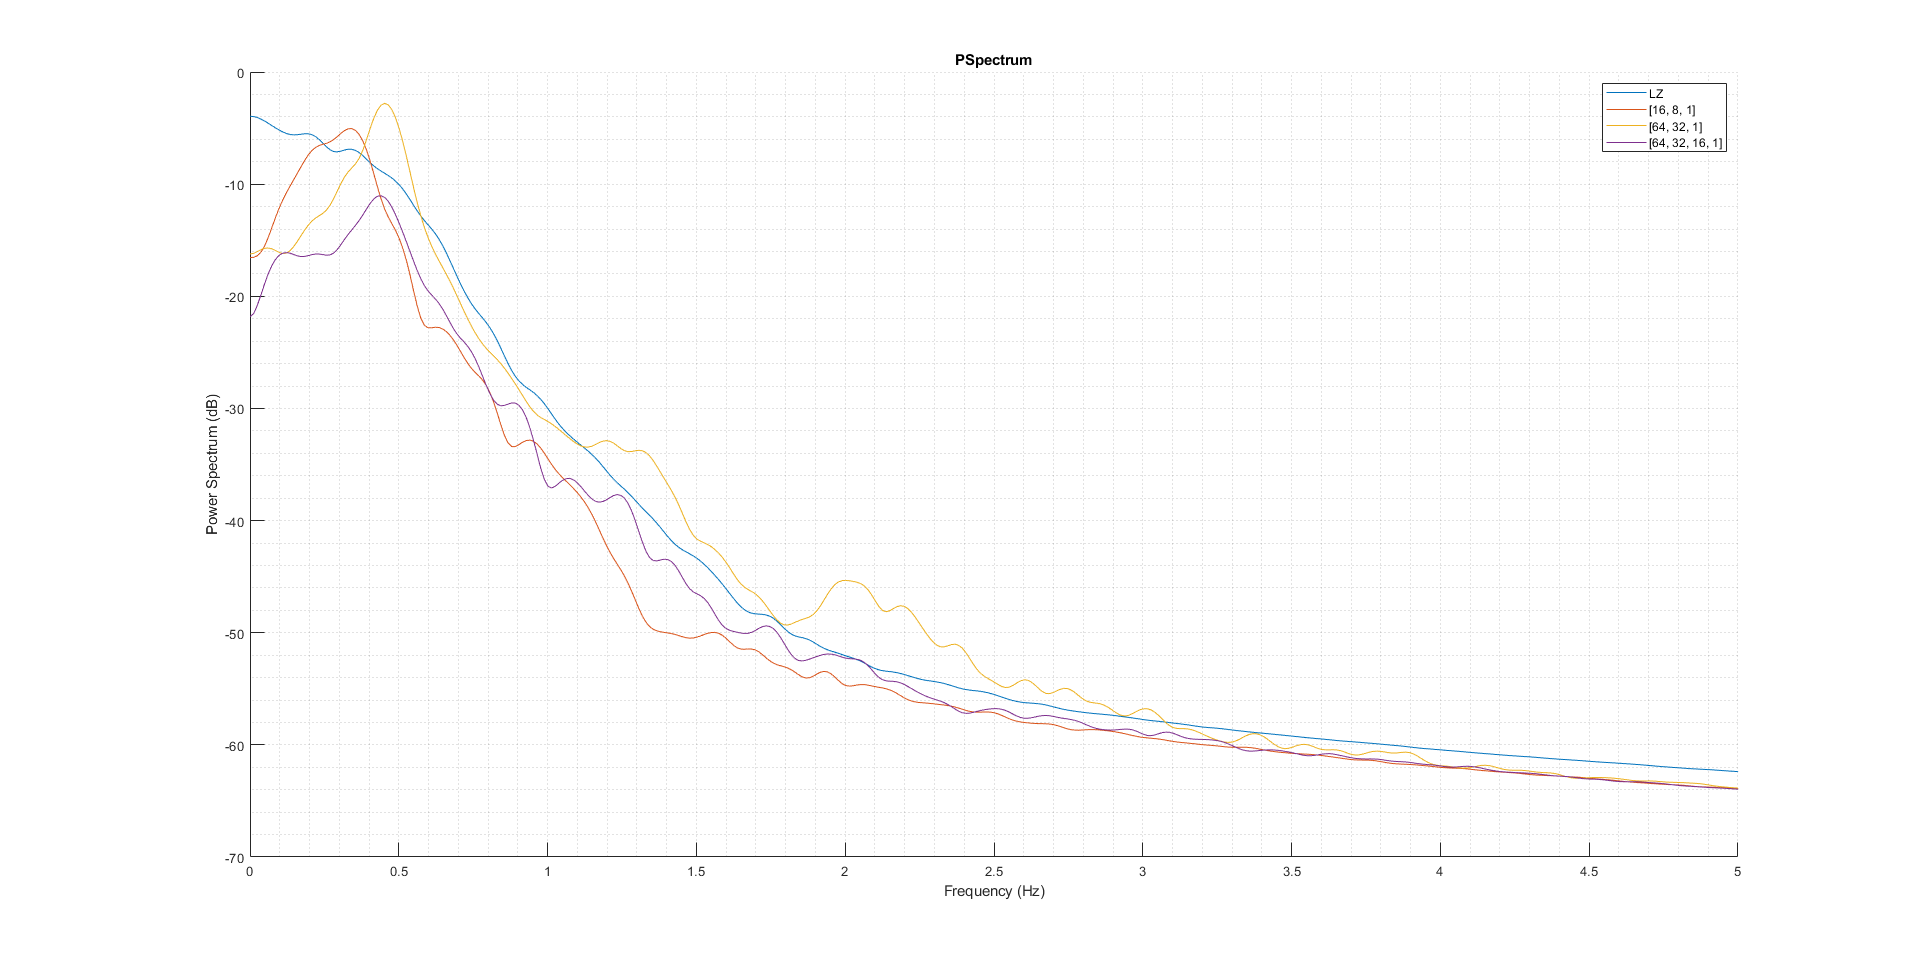 PSpectrum
0
-10
-20
-30
-40
-50
-60
-70
Power Spectrum (dB)
LZ
[16, 8, 1]
[64, 32, 1]
[64, 32, 16, 1]
0 0.5 1 1.5 2 2.5 3 3.5 4 4.5 5
Frequency (Hz)